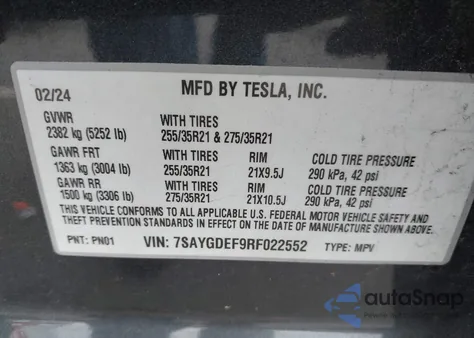 02/24 MFD BY TESLA, INC.
GVWR WITH TIRES
2382 kg (5252 lb) 255/35R21 & 275/35R21
GAWR FRT WITH TIRES RIM COLD TIRE PRESSURE
1363 kg (3004 lb) 255/35R21 21X9.5J 290 kPa, 42 psi
GAWR RR WITH TIRES RIM COLD TIRE PRESSURE
1500 kg (3306 lb) 275/35R21 21X10.5J 290 kPa, 42 psi
THIS VEHICLE CONFORMS TO ALL APPLICABLE U.S. FEDERAL MOTOR VEHICLE SAFETY AND
THEFT PREVENTION STANDARDS IN EFFECT ON THE DATE OF MANUFACTURE SHOWN ABOVE.
PNT: PN01 VIN: 7SAYGDEF9RF022552 TYPE: MPV
autoSnap
Powered by AutoAstat